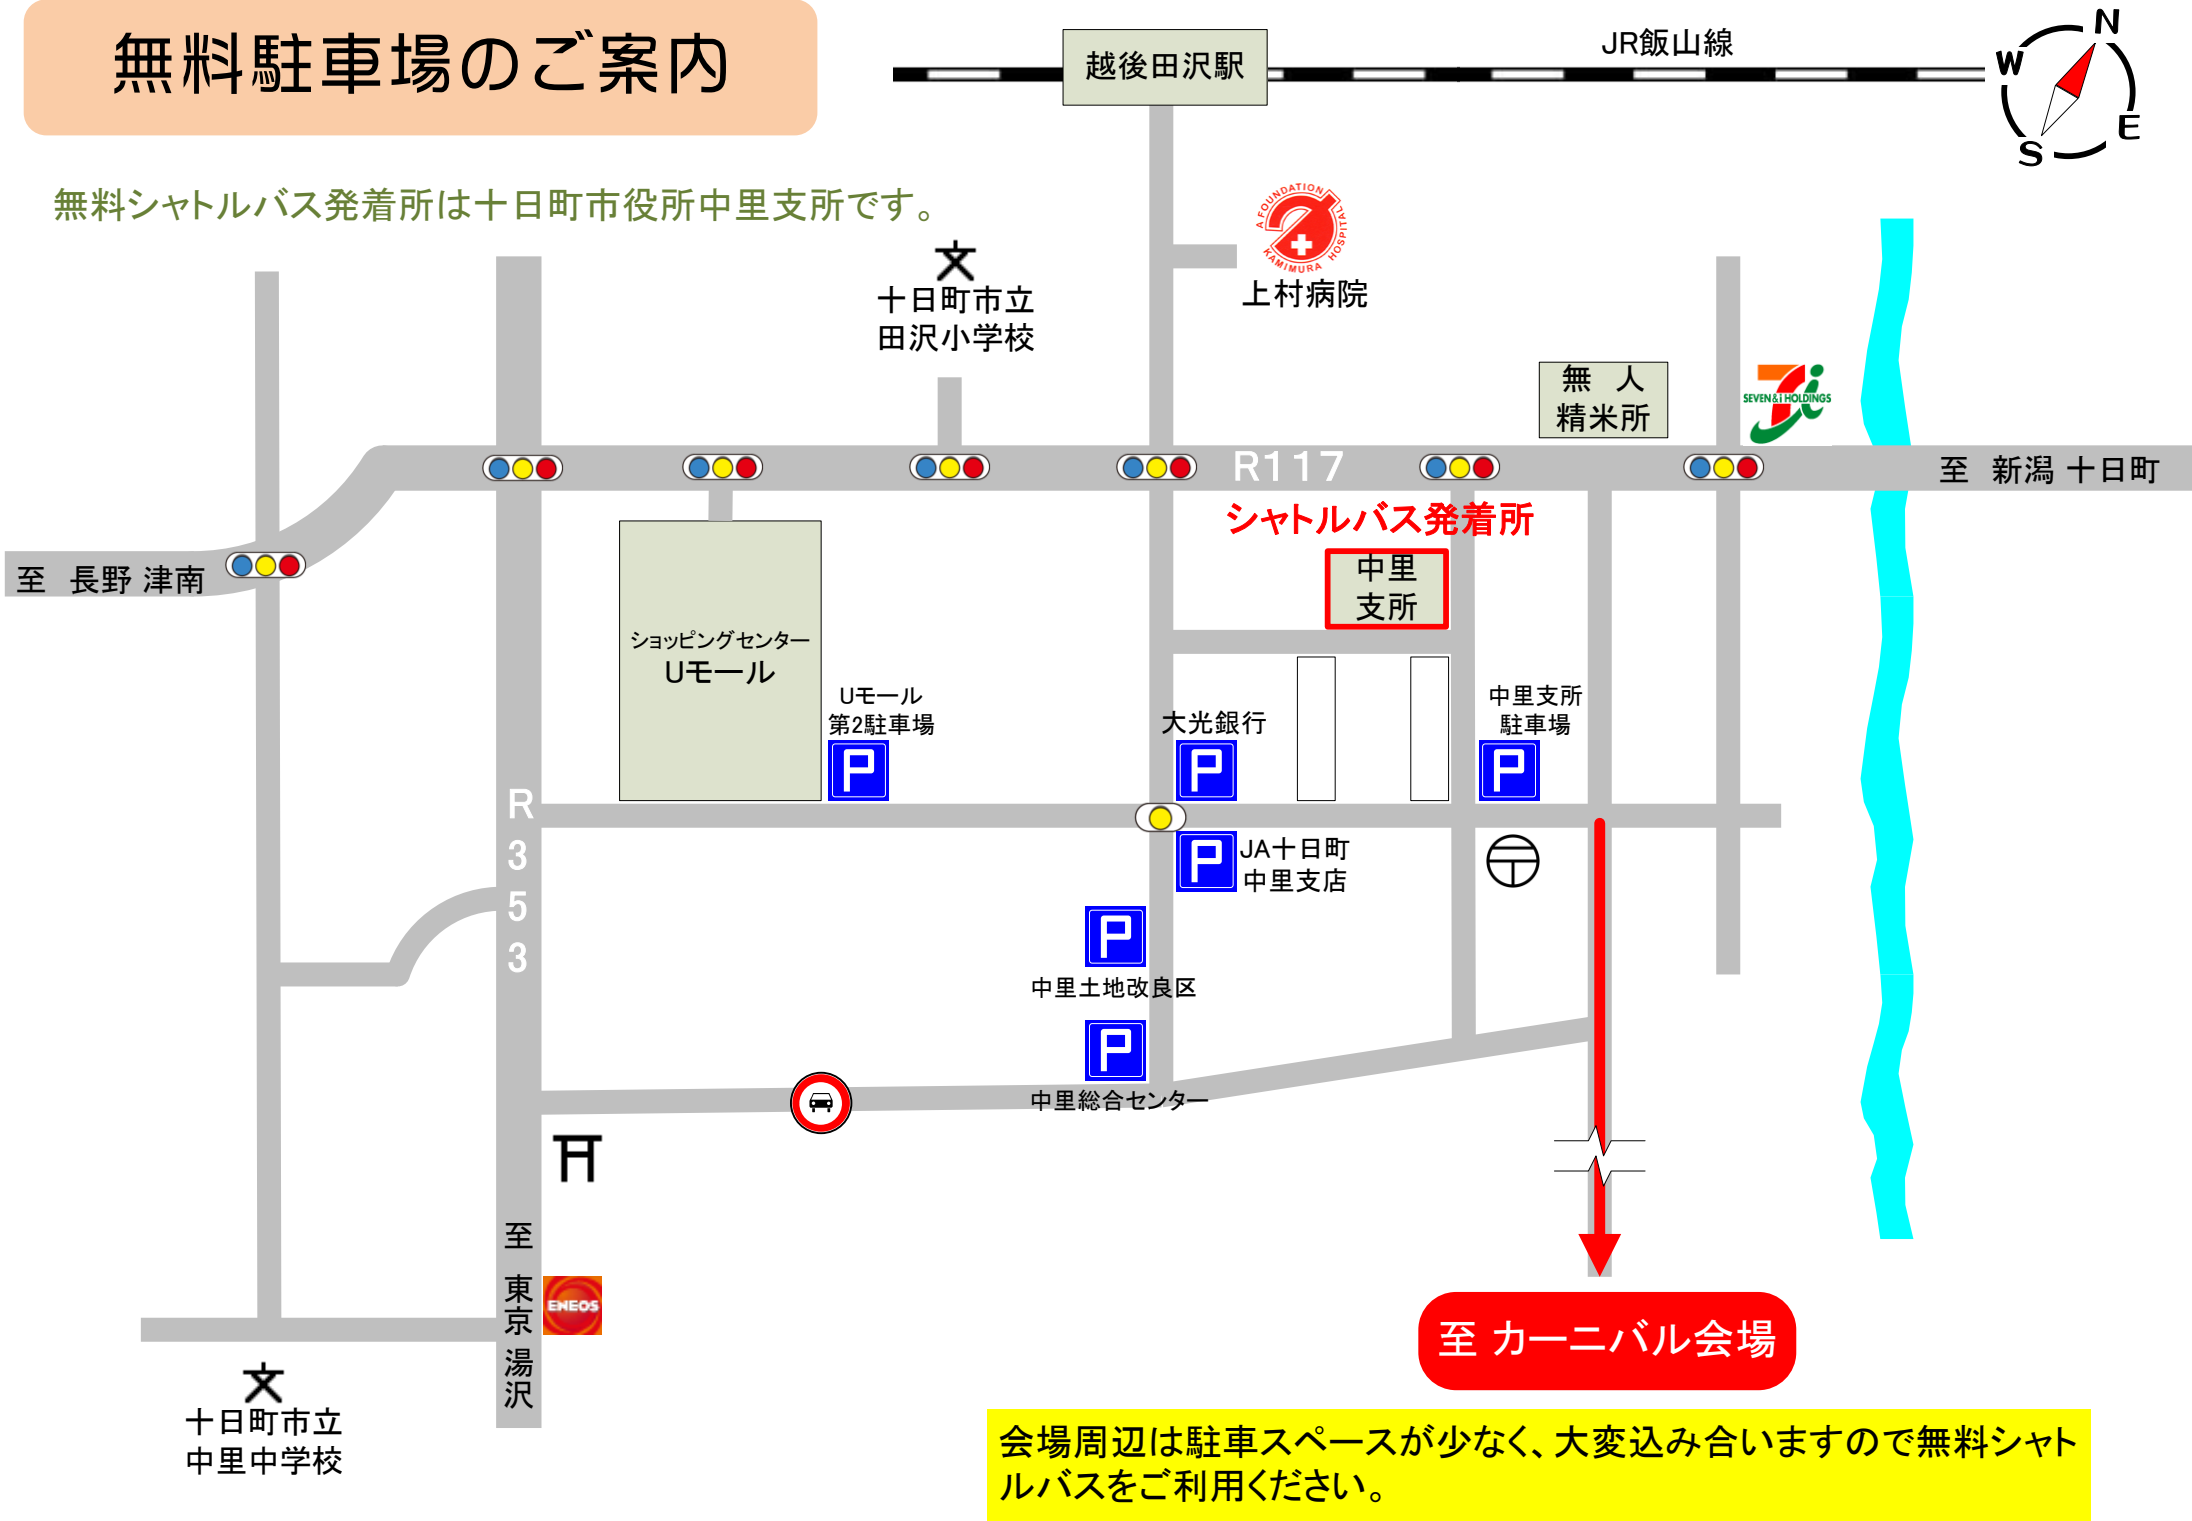 無料駐車場のご案内
無料シャトルバス発着所は十日町市役所中里支所です。
越後田沢駅
JR飯山線
N
W
E
S
A FOUNDATION
KAMIMURA HOSPITAL
上村病院
十日町市立
田沢小学校
無 人
精米所
SEVEN&i HOLDINGS
R117
至 新潟 十日町
シャトルバス発着所
中里
支所
至 長野 津南
ショッピングセンター
Uモール
Uモール
第2駐車場
P
大光銀行
P
中里支所
駐車場
P
R
3
5
3
P
JA十日町
中里支店
P
中里土地改良区
P
中里総合センター
至
東
京
湯
沢
ENEOS
十日町市立
中里中学校
至 カーニバル会場
会場周辺は駐車スペースが少なく、大変込み合いますので無料シャト
ルバスをご利用ください。